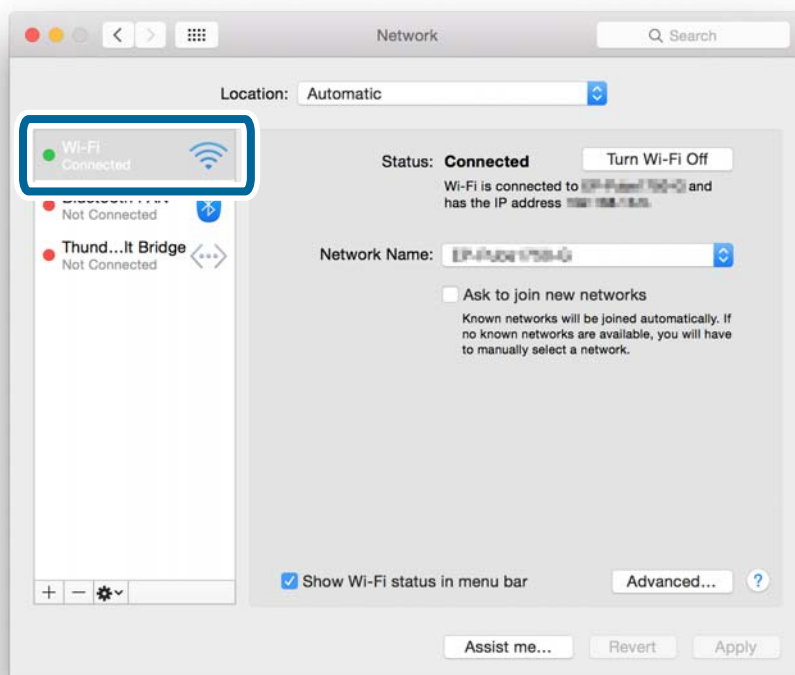 Network
Search
Location: Automatic
Wi-Fi
Connected
Not Connected
Thund...lt Bridge
Not Connected
Status: Connected
Turn Wi-Fi Off
Wi-Fi is connected to and
has the IP address
Network Name:
Ask to join new networks
Known networks will be joined automatically. If
no known networks are available, you will have
to manually select a network.
Show Wi-Fi status in menu bar
Advanced...
?
Assist me...
Revert
Apply